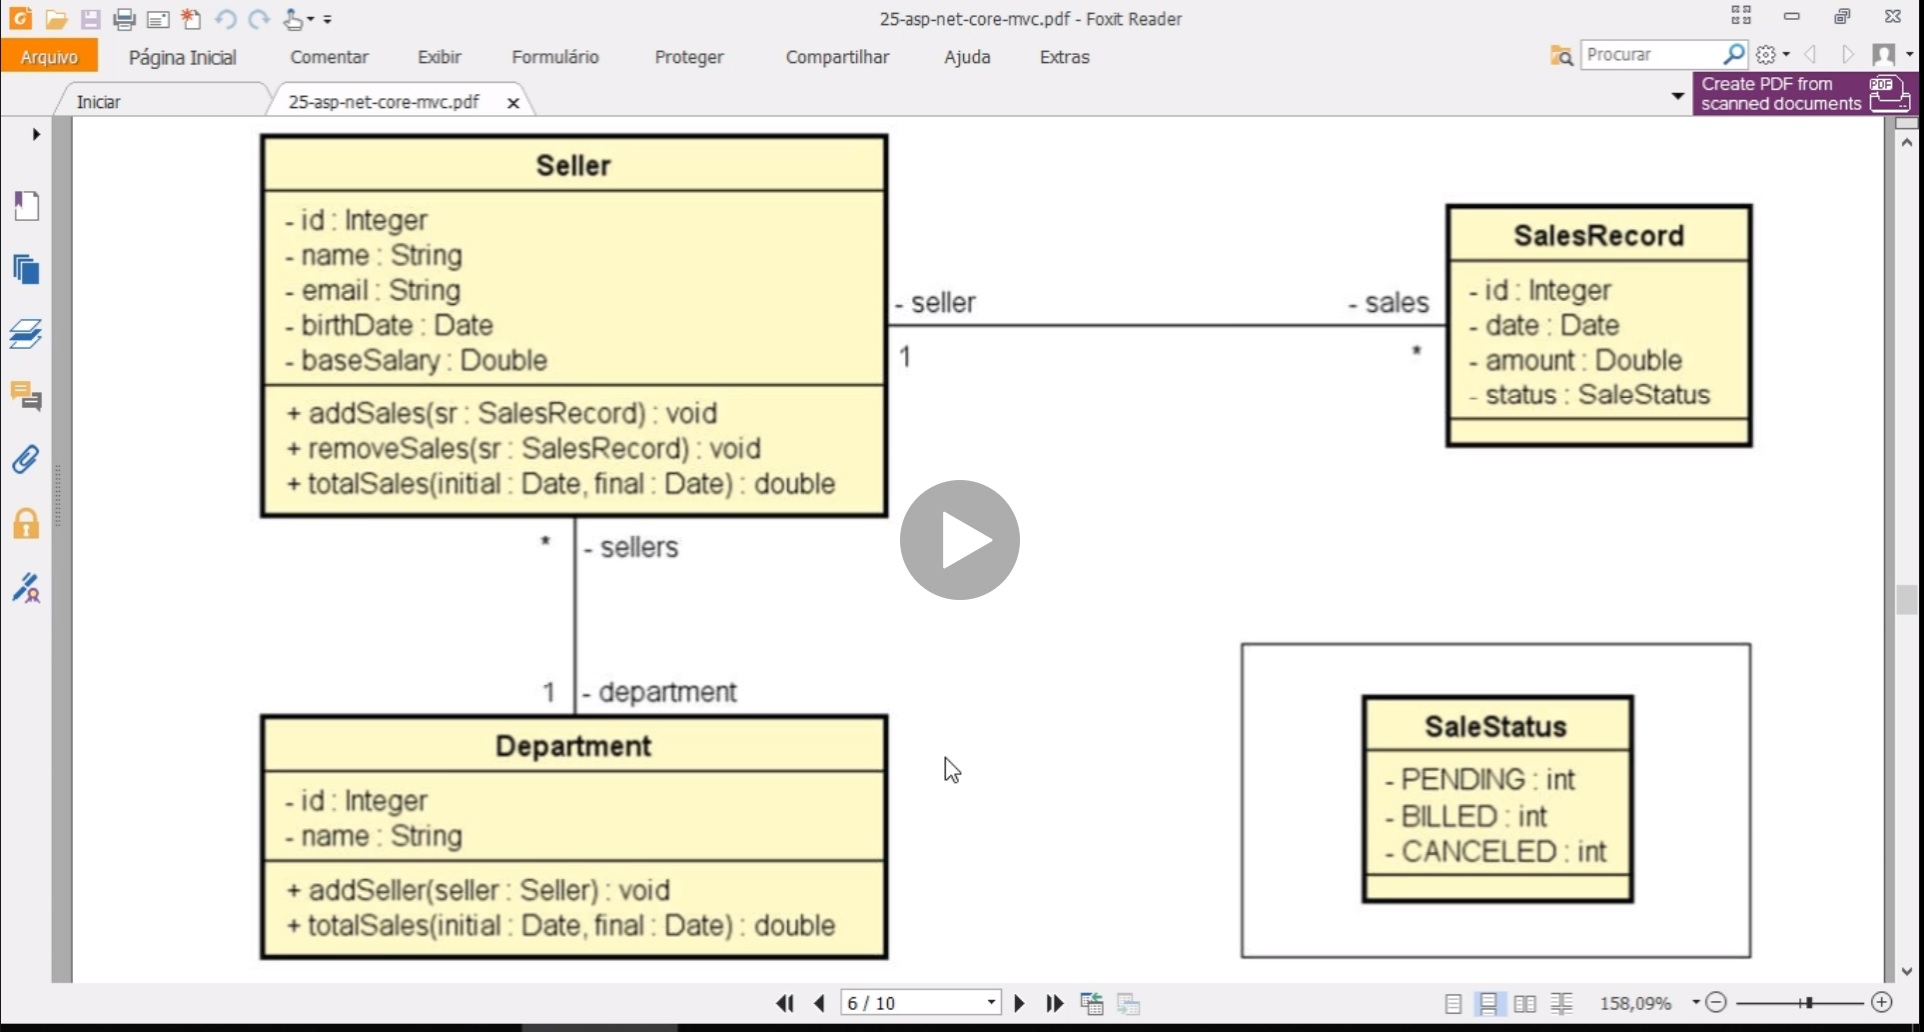 25-asp-net-core-mvc.pdf - Foxit Reader
Arquivo Página Inicial Comentar Exibir Formulário Proteger Compartilhar Ajuda Extras Procurar
Iniciar 25-asp-net-core-mvc.pdf
Create PDF from
scanned documents
PDF
Seller
- id : Integer
- name : String
- email : String
- birthDate : Date
- baseSalary : Double
+ addSales(sr : SalesRecord) : void
+ removeSales(sr : SalesRecord) : void
+ totalSales(initial : Date, final : Date) : double
- seller
1
- sales
*
SalesRecord
- id : Integer
- date : Date
- amount : Double
- status : SaleStatus
* - sellers
1 - department
Department
- id : Integer
- name : String
+ addSeller(seller : Seller) : void
+ totalSales(initial : Date, final : Date) : double
SaleStatus
- PENDING : int
- BILLED : int
- CANCELED : int
6 / 10
158,09%